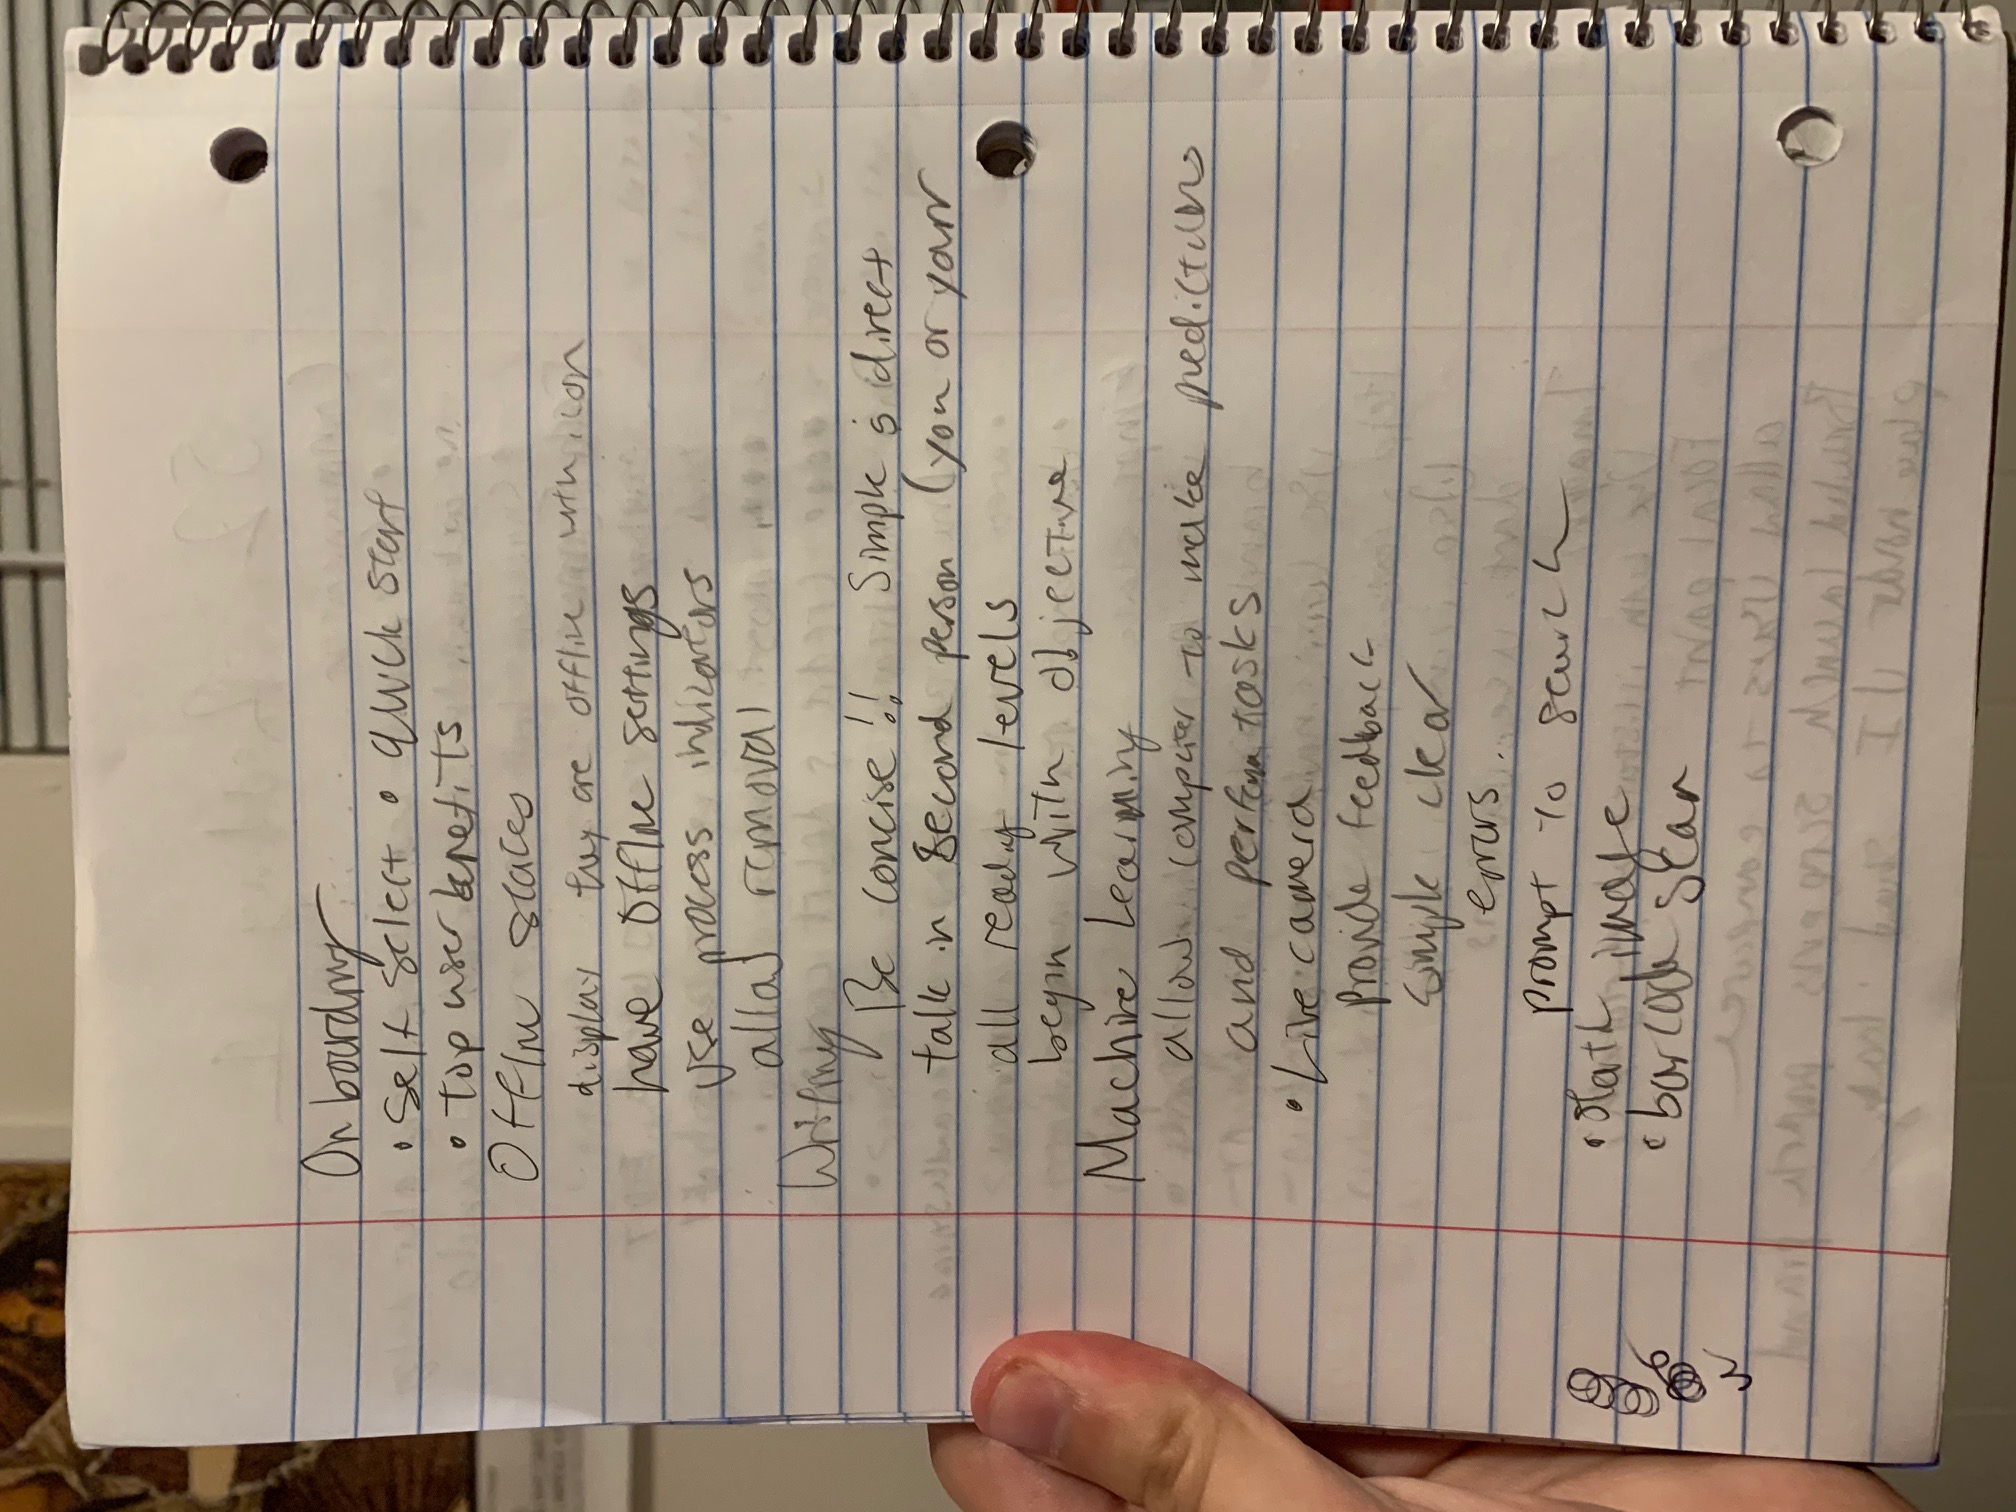 Onboarding
• self select • quick start
• top user benefits
Offline states
display they are offline with icon
have offline settings
use process indicators
allow removal
Writing
Be concise!! Simple & direct
talk in second person (you or your
all reading levels
begin with objective
Machine Learning
allow computer to make predictions
and perform tasks
• Live camera
provide feedback
simple clear
errors.
prompt to search
• image
• barcode scan